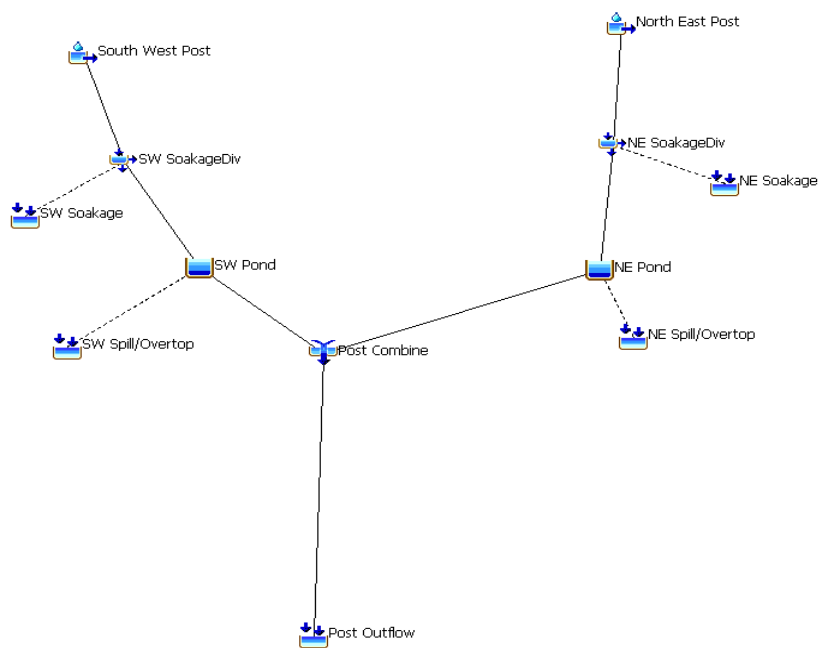 North East Post
South West Post
NE SoakageDiv
SW SoakageDiv
NE Soakage
SW Soakage
SW Pond
NE Pond
NE Spill/Overtop
SW Spill/Overtop
Post Combine
Post Outflow